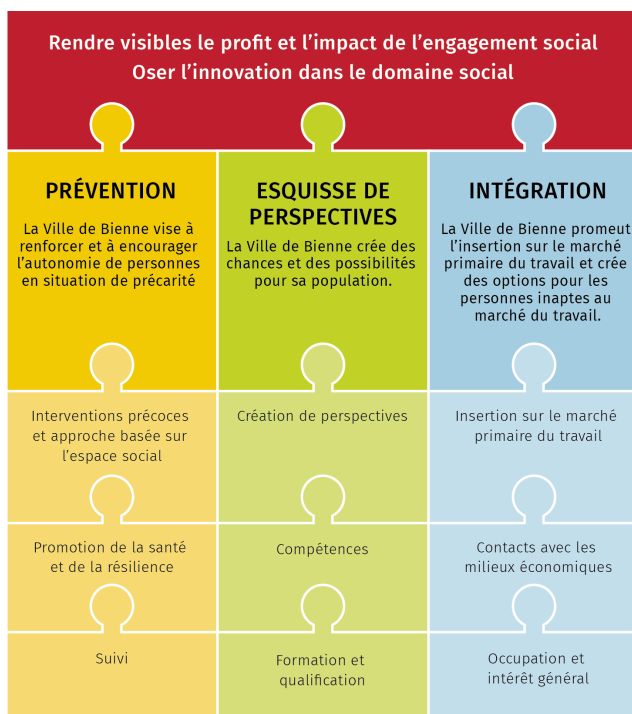 Rendre visibles le profit et l'impact de l'engagement social
Oser l'innovation dans le domaine social
PRÉVENTION
La Ville de Bienne vise à
renforcer et à encourager
l'autonomie de personnes
en situation de précarité
ESQUISSE DE
PERSPECTIVES
La Ville de Bienne crée des
chances et des possibilités
pour sa population.
INTÉGRATION
La Ville de Bienne promeut
l'insertion sur le marché
primaire du travail et crée
des options pour les
personnes inaptes au
marché du travail.
Interventions précoces
et approche basée sur
l'espace social
Création de perspectives
Insertion sur le marché
primaire du travail
Promotion de la santé
et de la résilience
Compétences
Contacts avec les
milieux économiques
Suivi
Formation et
qualification
Occupation et
intérêt général